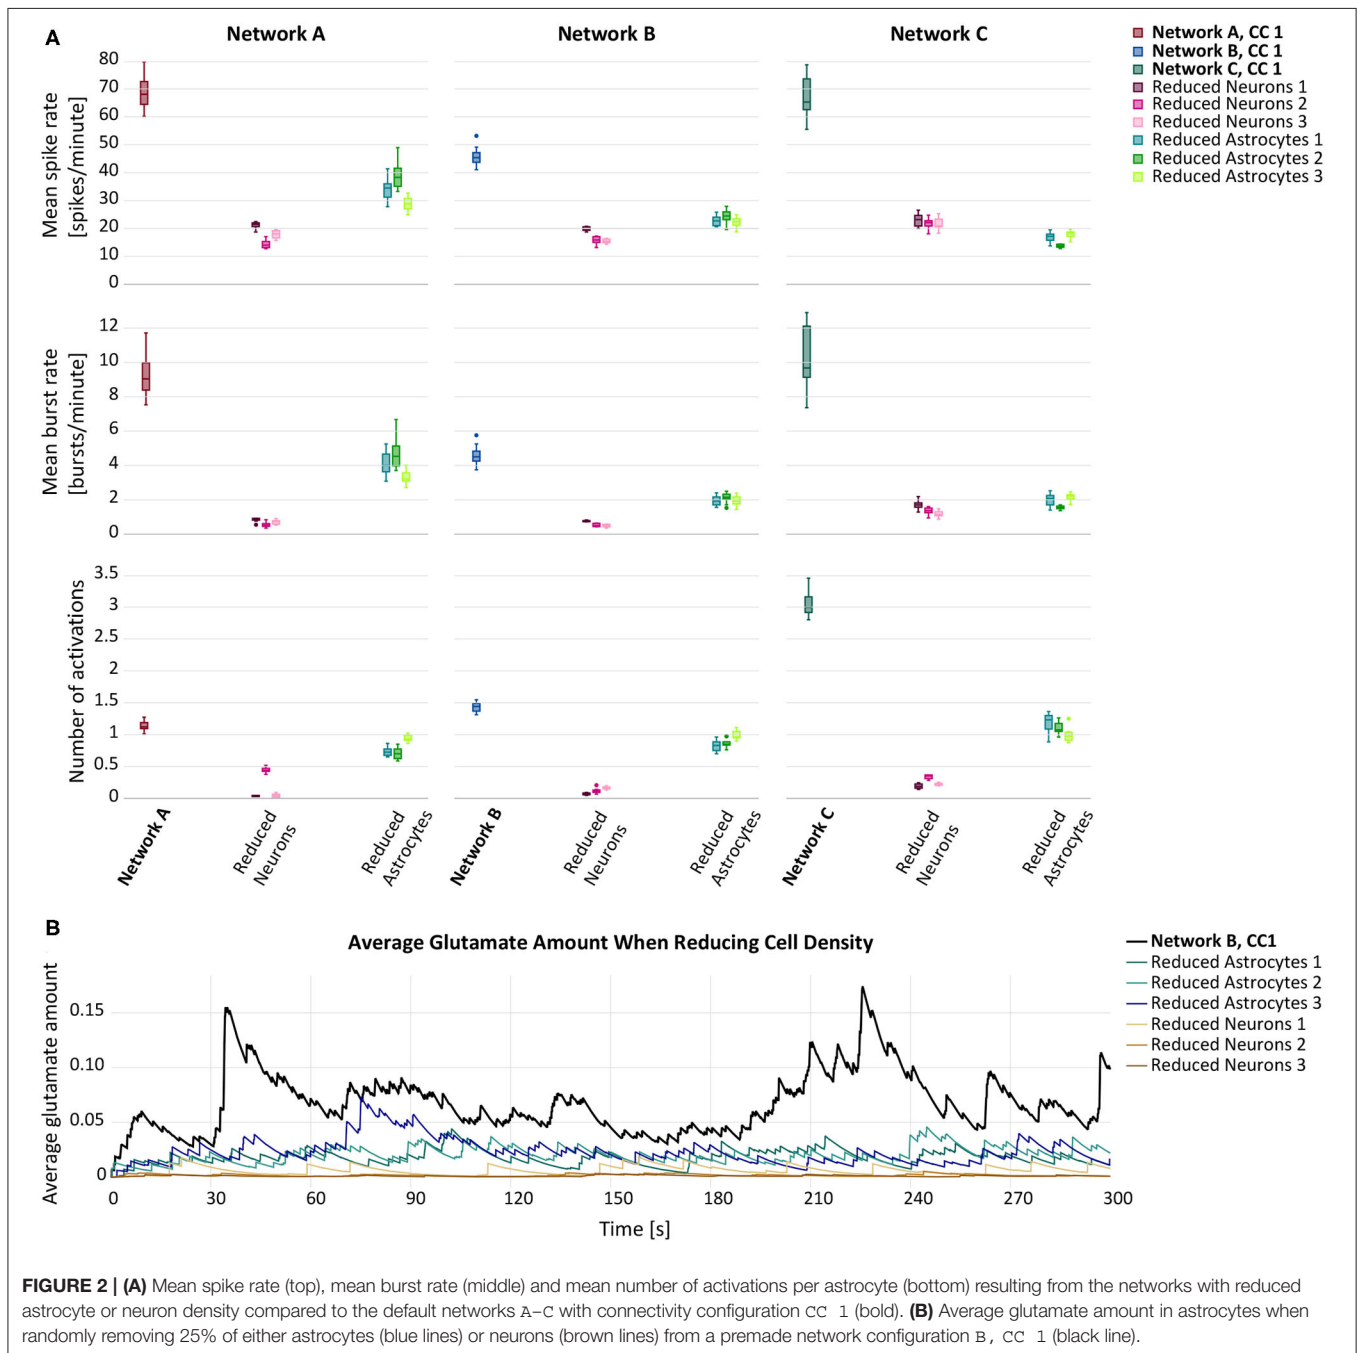 A
Network A
Network B
Network C
Network A, CC 1
Network B, CC 1
Network C, CC 1
Reduced Neurons 1
Reduced Neurons 2
Reduced Neurons 3
Reduced Astrocytes 1
Reduced Astrocytes 2
Reduced Astrocytes 3
Mean spike rate
[spikes/minute]
80
70
60
50
40
30
20
10
0
Mean burst rate
[bursts/minute]
12
10
8
6
4
2
0
Number of activations
3.5
3
2.5
2
1.5
1
0.5
0
Network A
Reduced
Neurons
Reduced
Astrocytes
Network B
Reduced
Neurons
Reduced
Astrocytes
Network C
Reduced
Neurons
Reduced
Astrocytes
B
Average Glutamate Amount When Reducing Cell Density
Network B, CC1
Reduced Astrocytes 1
Reduced Astrocytes 2
Reduced Astrocytes 3
Reduced Neurons 1
Reduced Neurons 2
Reduced Neurons 3
Average glutamate amount
0.15
0.10
0.05
0
0 30 60 90 120 150 180 210 240 270 300
Time [s]
FIGURE 2 | (A) Mean spike rate (top), mean burst rate (middle) and mean number of activations per astrocyte (bottom) resulting from the networks with reduced
astrocyte or neuron density compared to the default networks A–C with connectivity configuration CC 1 (bold). (B) Average glutamate amount in astrocytes when
randomly removing 25% of either astrocytes (blue lines) or neurons (brown lines) from a premade network configuration B, CC 1 (black line).